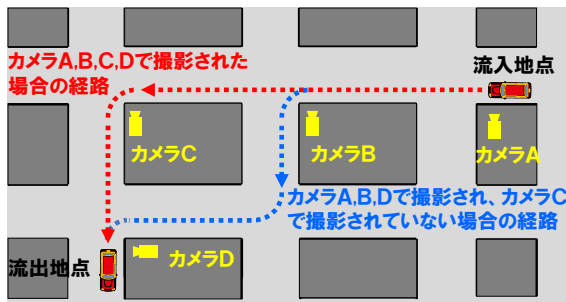 カメラA,B,C,Dで撮影された
場合の経路
流入地点
カメラC
カメラB
カメラA
カメラA,B,Dで撮影され、カメラC
で撮影されていない場合の経路
流出地点
カメラD